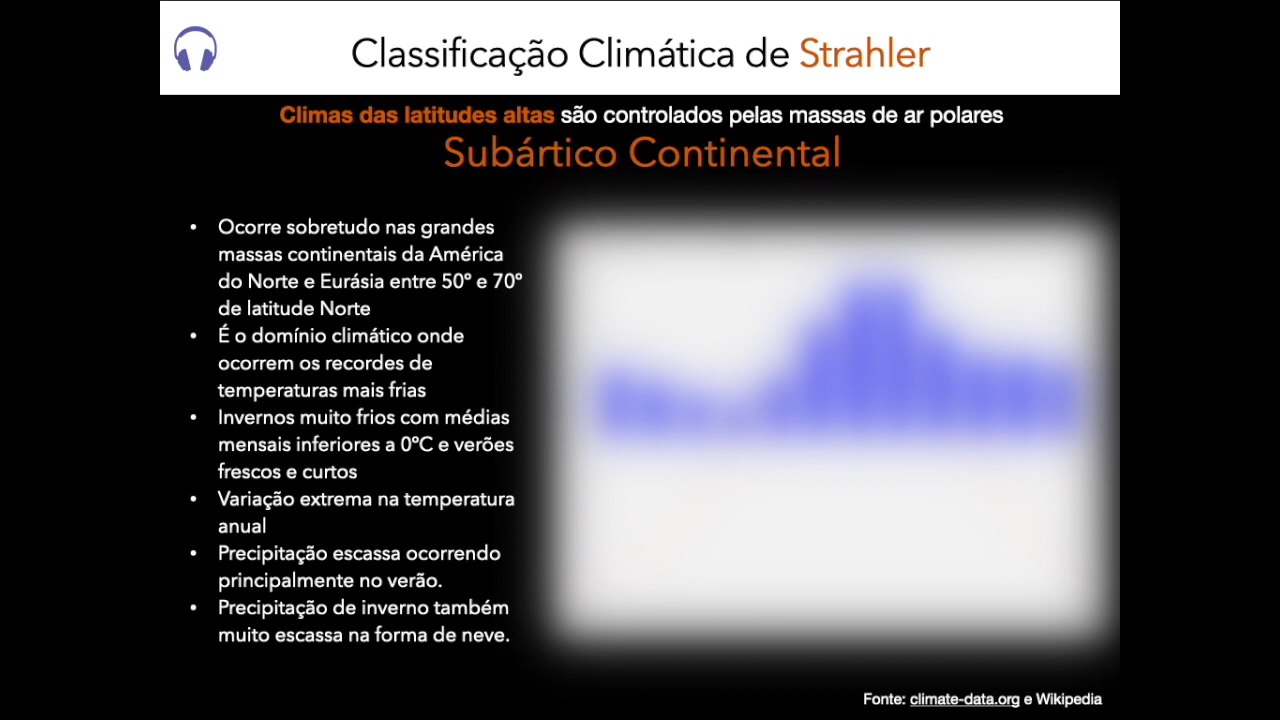 Classificação Climática de Strahler
Climas das latitudes altas são controlados pelas massas de ar polares
Subártico Continental
• Ocorre sobretudo nas grandes
massas continentais da América
do Norte e Eurásia entre 50º e 70º
de latitude Norte
• É o domínio climático onde
ocorrem os recordes de
temperaturas mais frias
• Invernos muito frios com médias
mensais inferiores a 0ºC e verões
frescos e curtos
• Variação extrema na temperatura
anual
• Precipitação escassa ocorrendo
principalmente no verão.
• Precipitação de inverno também
muito escassa na forma de neve.
Fonte: climate-data.org e Wikipedia